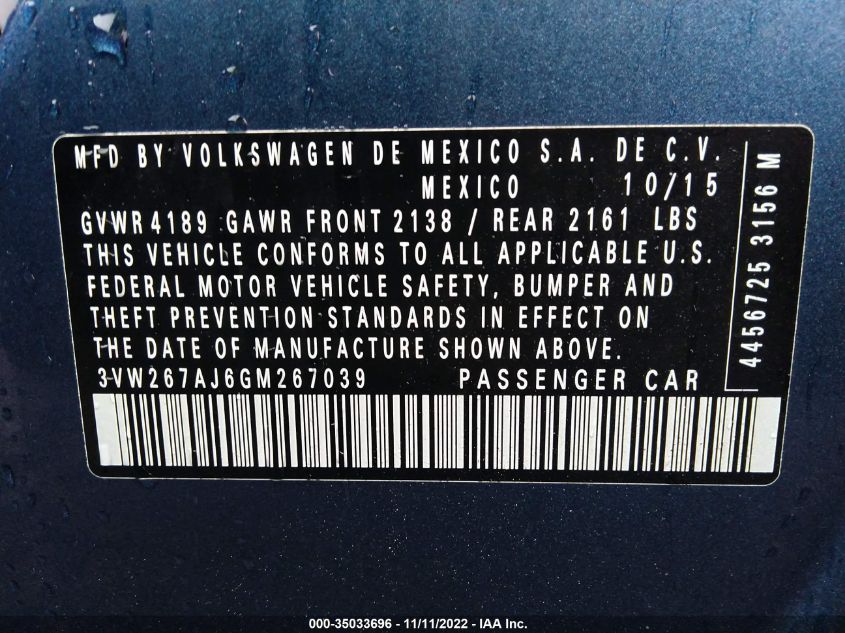 MFD BY VOLKSWAGEN DE MEXICO S.A. DE C.V.
MEXICO 10/15
GVWR 4189 GAWR FRONT 2138 / REAR 2161 LBS
THIS VEHICLE CONFORMS TO ALL APPLICABLE U.S.
FEDERAL MOTOR VEHICLE SAFETY, BUMPER AND
THEFT PREVENTION STANDARDS IN EFFECT ON
THE DATE OF MANUFACTURE SHOWN ABOVE.
3VW267AJ6GM267039 PASSENGER CAR
4456725 3156 M
000-35033696 - 11/11/2022 - IAA Inc.